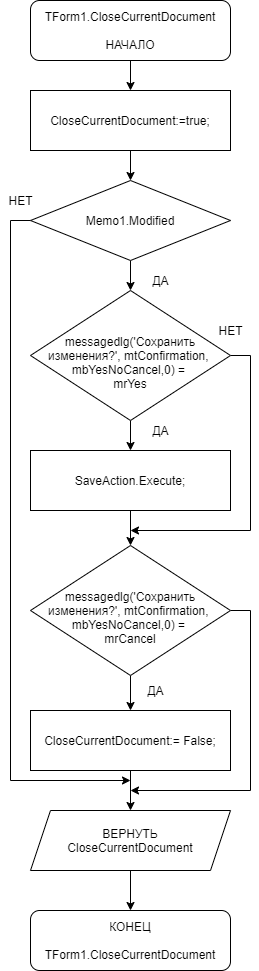 TForm1.CloseCurrentDocument
НАЧАЛО
CloseCurrentDocument:=true;
НЕТ
Memo1.Modified
ДА
messagedlg('Сохранить
изменения?', mtConfirmation,
mbYesNoCancel,0) =
mrYes
НЕТ
ДА
SaveAction.Execute;
messagedlg('Сохранить
изменения?', mtConfirmation,
mbYesNoCancel,0) =
mrCancel
ДА
CloseCurrentDocument:= False;
ВЕРНУТЬ
CloseCurrentDocument
КОНЕЦ
TForm1.CloseCurrentDocument